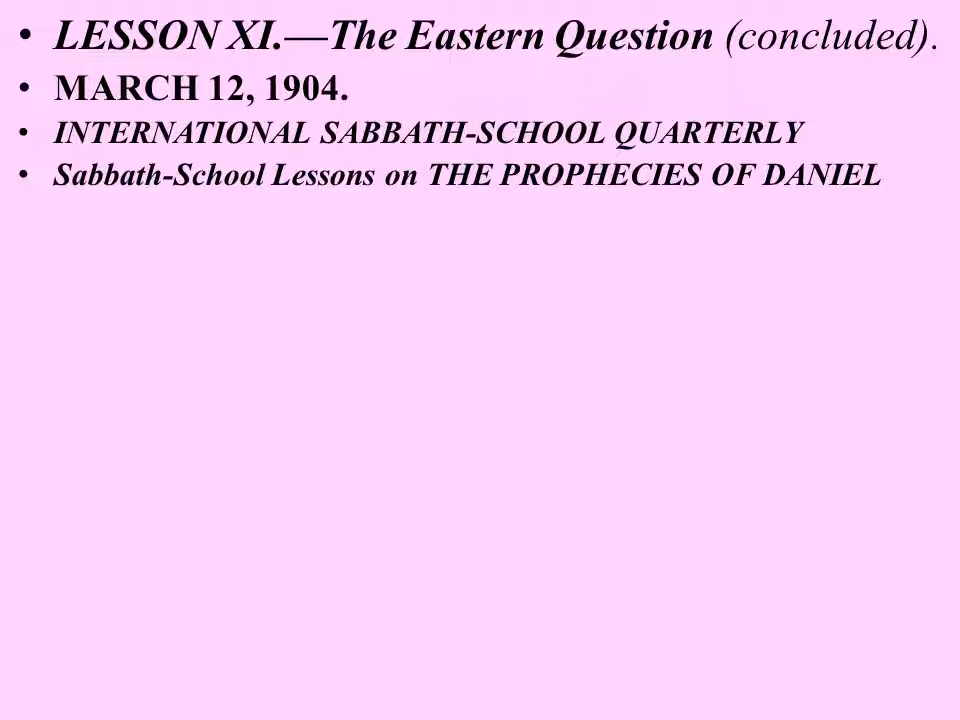 • LESSON XI.—The Eastern Question (concluded).
• MARCH 12, 1904.
• INTERNATIONAL SABBATH-SCHOOL QUARTERLY
• Sabbath-School Lessons on THE PROPHECIES OF DANIEL